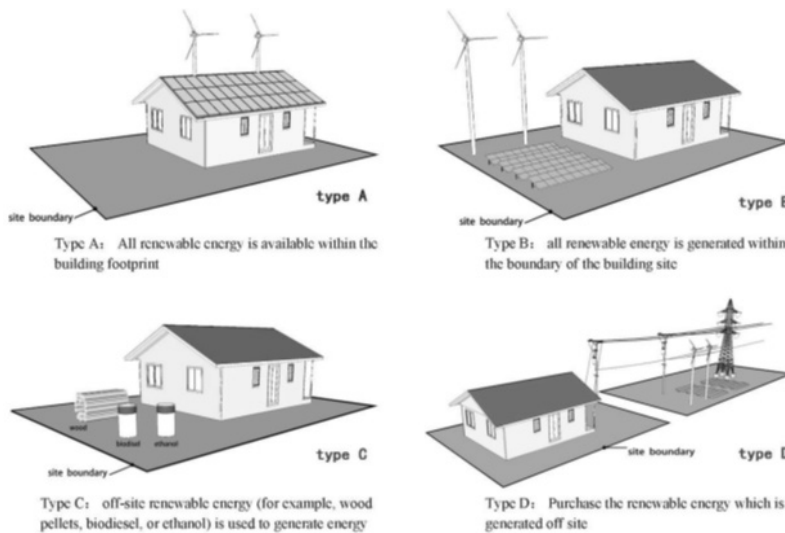 type A
site boundary
Type A: All renewable energy is available within the
building footprint
type B
site boundary
Type B: all renewable energy is generated within
the boundary of the building site
wood
biodisol
ethanol
type C
site boundary
Type C: off-site renewable energy (for example, wood
pellets, biodiesel, or ethanol) is used to generate energy
site boundary
type D
Type D: Purchase the renewable energy which is
generated off site